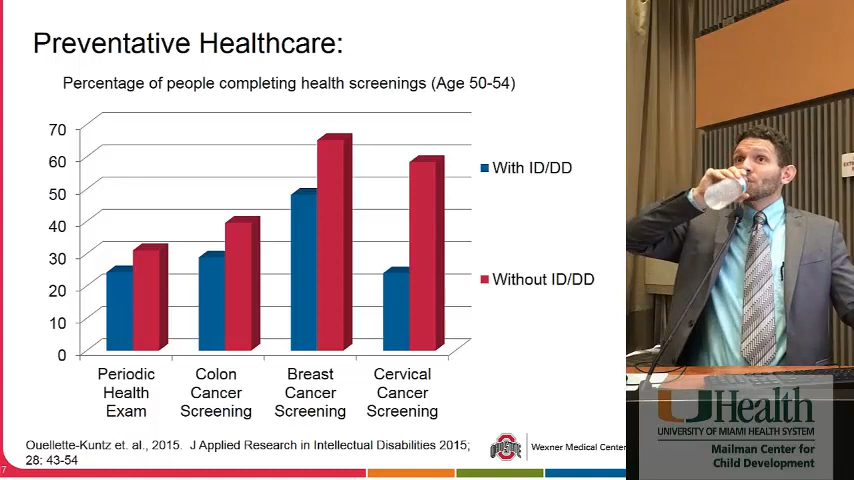 Preventative Healthcare:
Percentage of people completing health screenings (Age 50-54)
70
60
50
40
30
20
10
0
With ID/DD
Without ID/DD
Periodic
Health
Exam
Colon
Cancer
Screening
Breast
Cancer
Screening
Cervical
Cancer
Screening
Ouellette-Kuntz et. al., 2015. J Applied Research in Intellectual Disabilities 2015;
28: 43-54
OHIO STATE
Wexner Medical Center
7
UHealth
UNIVERSITY OF MIAMI HEALTH SYSTEM
Mailman Center for
Child Development